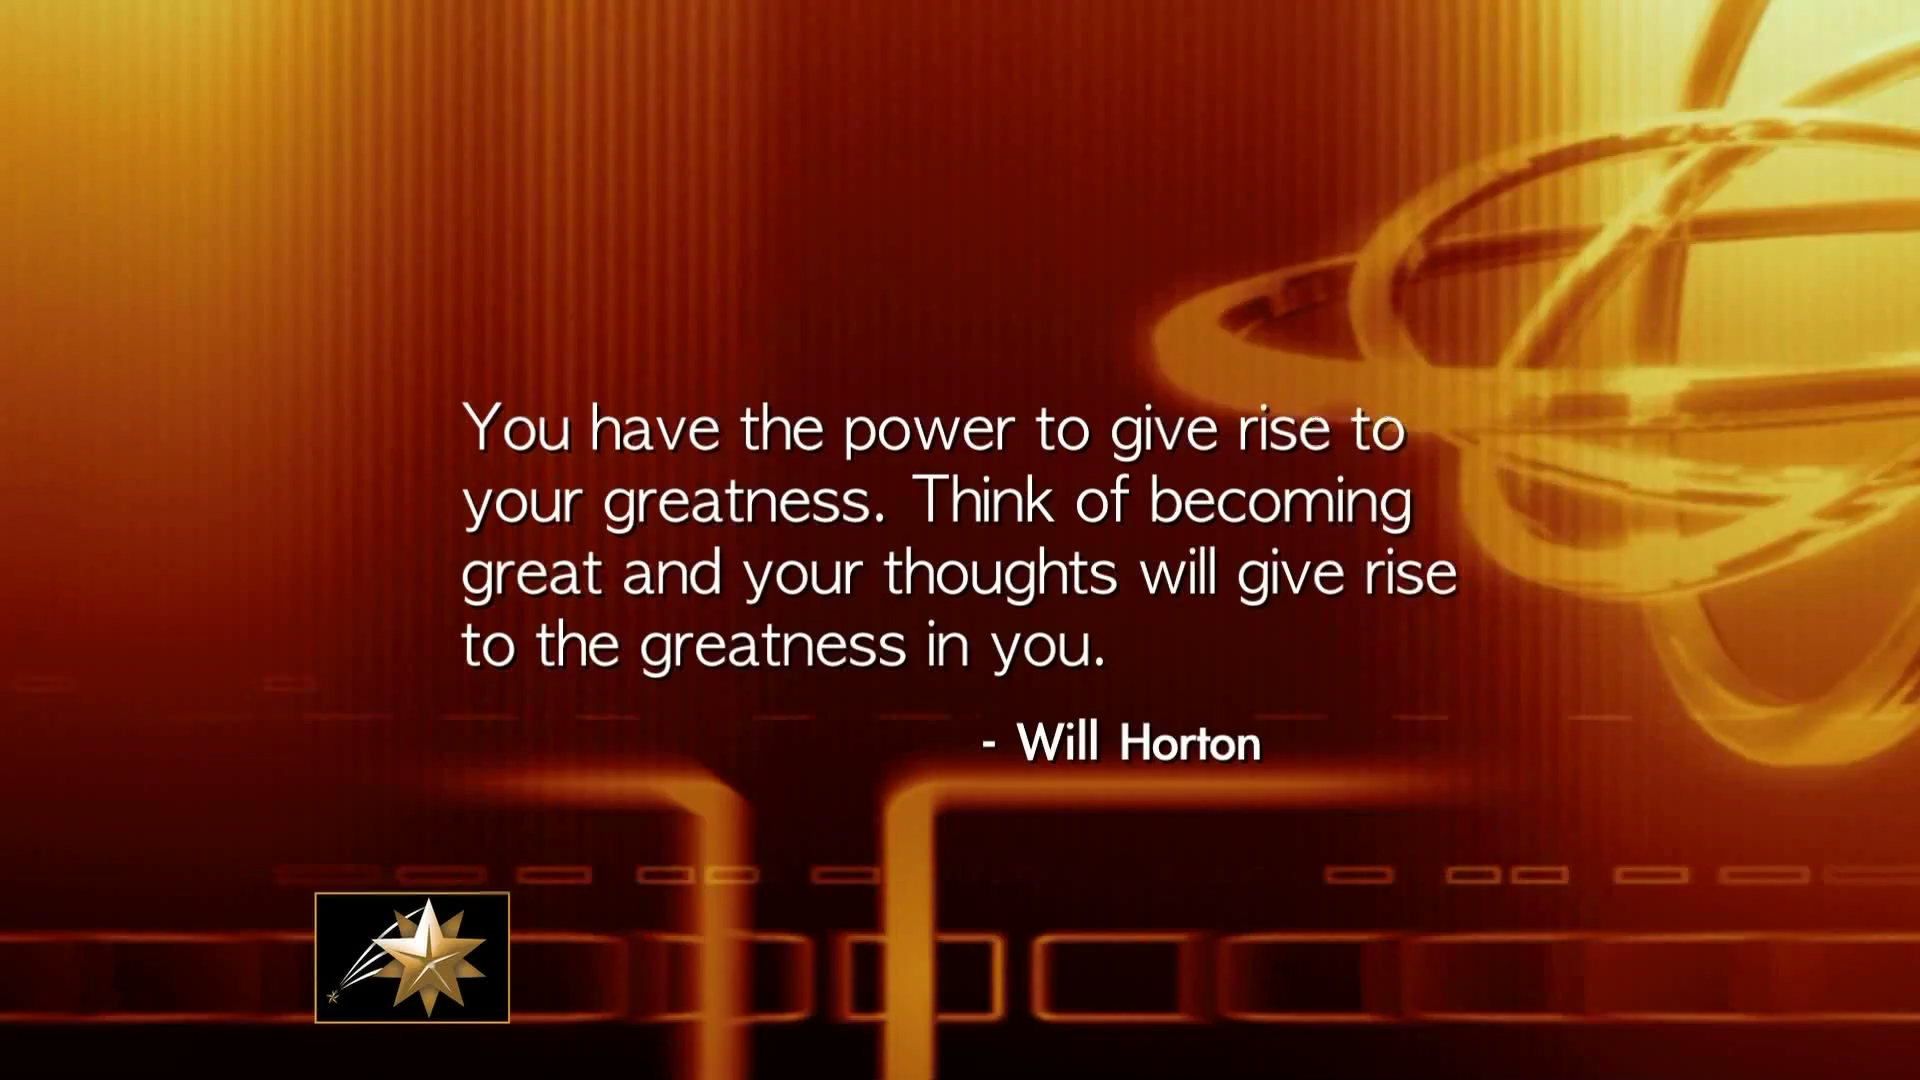 You have the power to give rise to
your greatness. Think of becoming
great and your thoughts will give rise
to the greatness in you.
- Will Horton